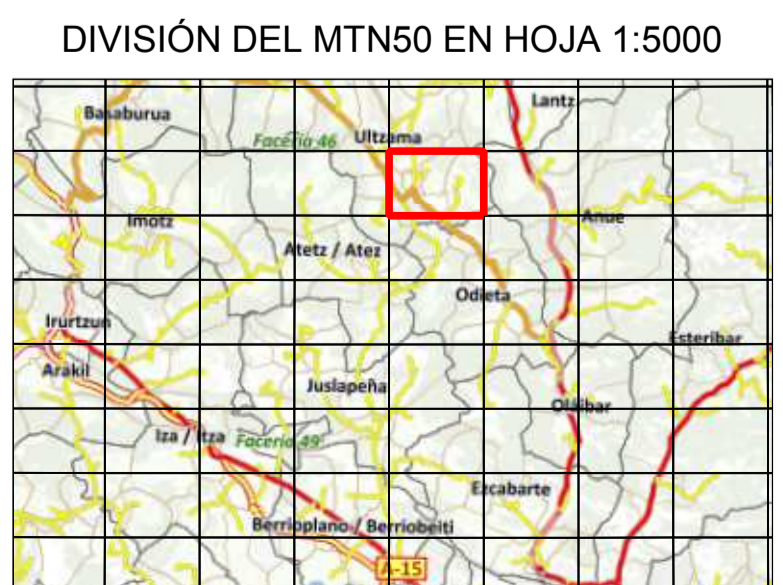 DIVISIÓN DEL MTN50 EN HOJA 1:5000
Lantz
Basaburua
Facería 46
Ultzama
Imotz
Anue
Atetz / Atez
Odieta
Irurtzun
Esteribar
Arakil
Juslapeña
Oláibar
Iza / Itza
Facería 49
Ezcabarte
Berrioplano / Berriobeiti
A-15